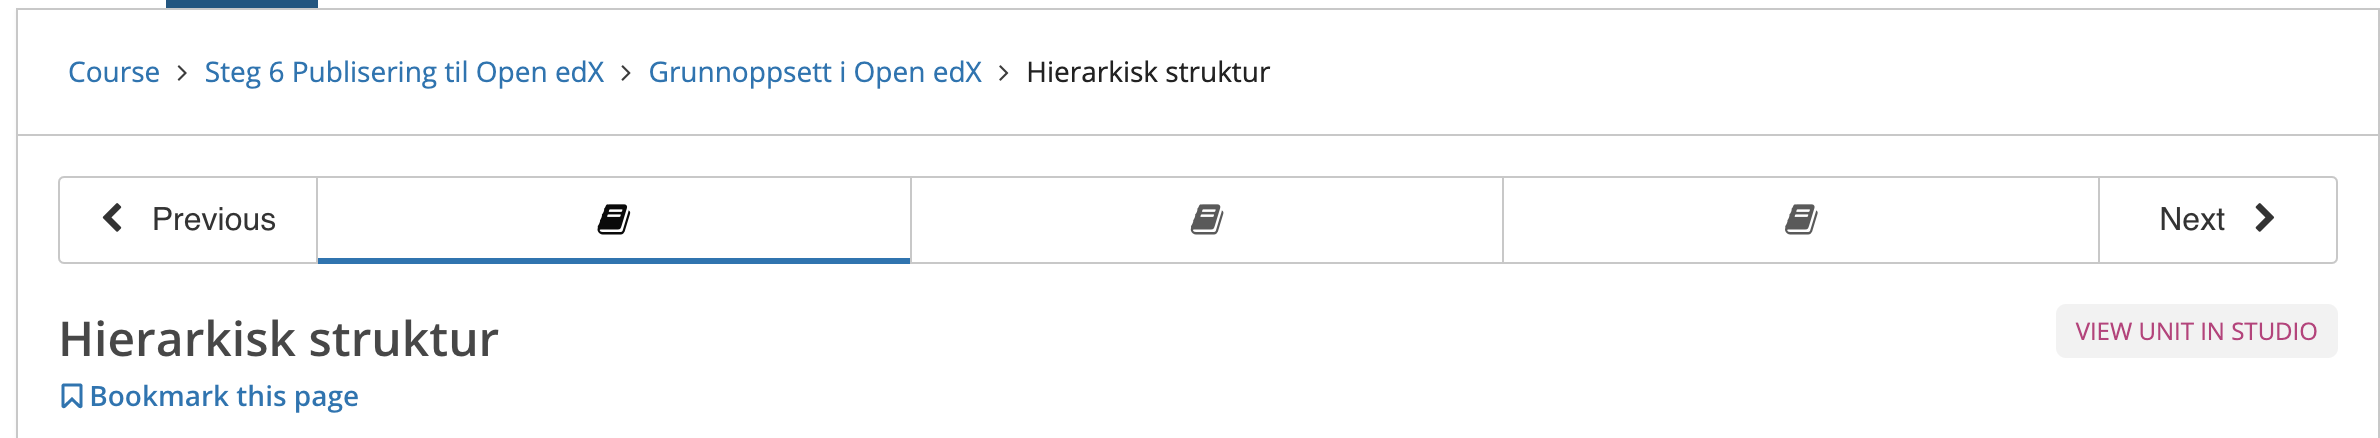 Course > Steg 6 Publisering til Open edX > Grunnoppsett i Open edX > Hierarkisk struktur
Previous Next
Hierarkisk struktur
VIEW UNIT IN STUDIO
Bookmark this page